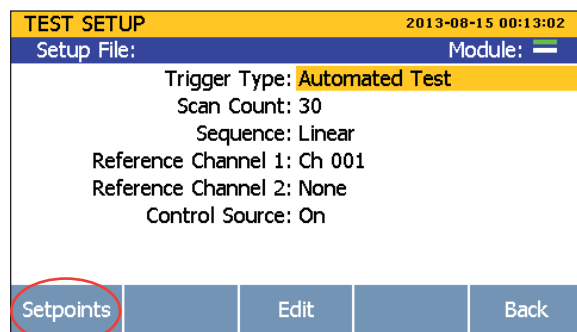 TEST SETUP 2013-08-15 00:13:02
Setup File: Module:
Trigger Type: Automated Test
Scan Count: 30
Sequence: Linear
Reference Channel 1: Ch 001
Reference Channel 2: None
Control Source: On
Setpoints Edit Back